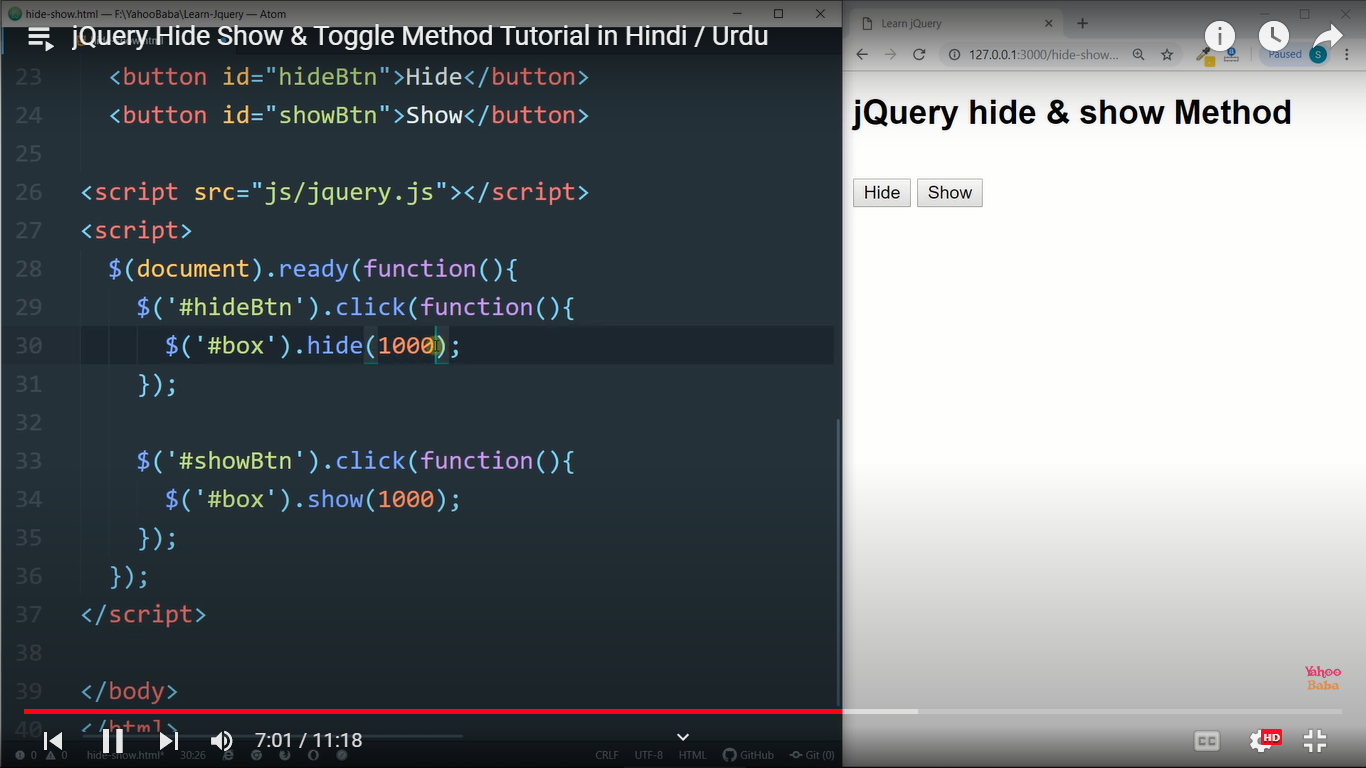 hide-show.html — F:\YahooBaba\Learn-Jquery — Atom
jQuery Hide Show & Toggle Method Tutorial in Hindi / Urdu
23 <button id="hideBtn">Hide</button>
24 <button id="showBtn">Show</button>
25
26 <script src="js/jquery.js"></script>
27 <script>
28 $(document).ready(function(){
29 $('#hideBtn').click(function(){
30 $('#box').hide(1000);
31 });
32
33 $('#showBtn').click(function(){
34 $('#box').show(1000);
35 });
36 });
37 </script>
38
39 </body>
40 </html>
Learn jQuery
127.0.0.1:3000/hide-show...
Paused
S
jQuery hide & show Method
Hide Show
Yahoo
Baba
7:01 / 11:18
CC
HD
0 0 hide-show.html* 30:26
CRLF UTF-8 HTML GitHub Git (0)